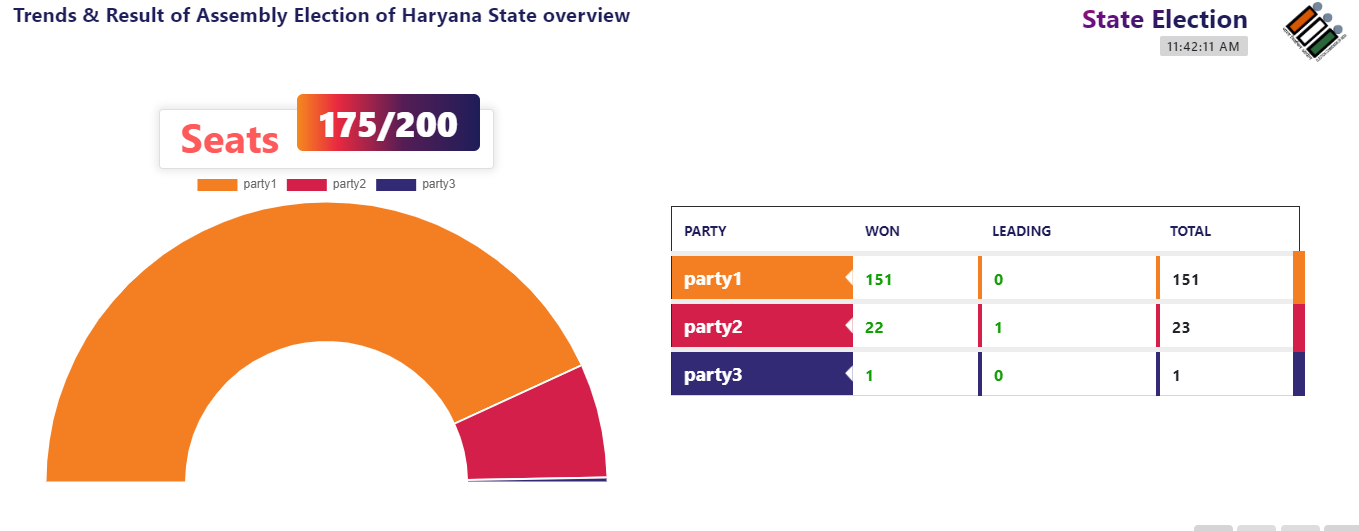 Trends & Result of Assembly Election of Haryana State overview
State Election
11:42:11 AM
Seats 175/200
party1 party2 party3
PARTY WON LEADING TOTAL
party1 151 0 151
party2 22 1 23
party3 1 0 1